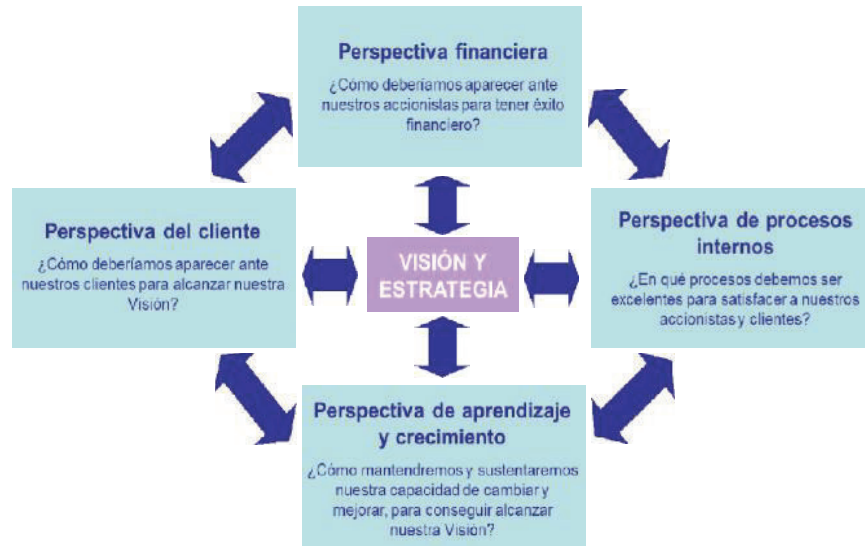 Perspectiva financiera
¿Cómo deberíamos aparecer ante
nuestros accionistas para tener éxito
financiero?
Perspectiva del cliente
¿Cómo deberíamos aparecer ante
nuestros clientes para alcanzar nuestra
Visión?
VISIÓN Y
ESTRATEGIA
Perspectiva de procesos
internos
¿En qué procesos debemos ser
excelentes para satisfacer a nuestros
accionistas y clientes?
Perspectiva de aprendizaje
y crecimiento
¿Cómo mantendremos y sustentaremos
nuestra capacidad de cambiar y
mejorar, para conseguir alcanzar
nuestra Visión?